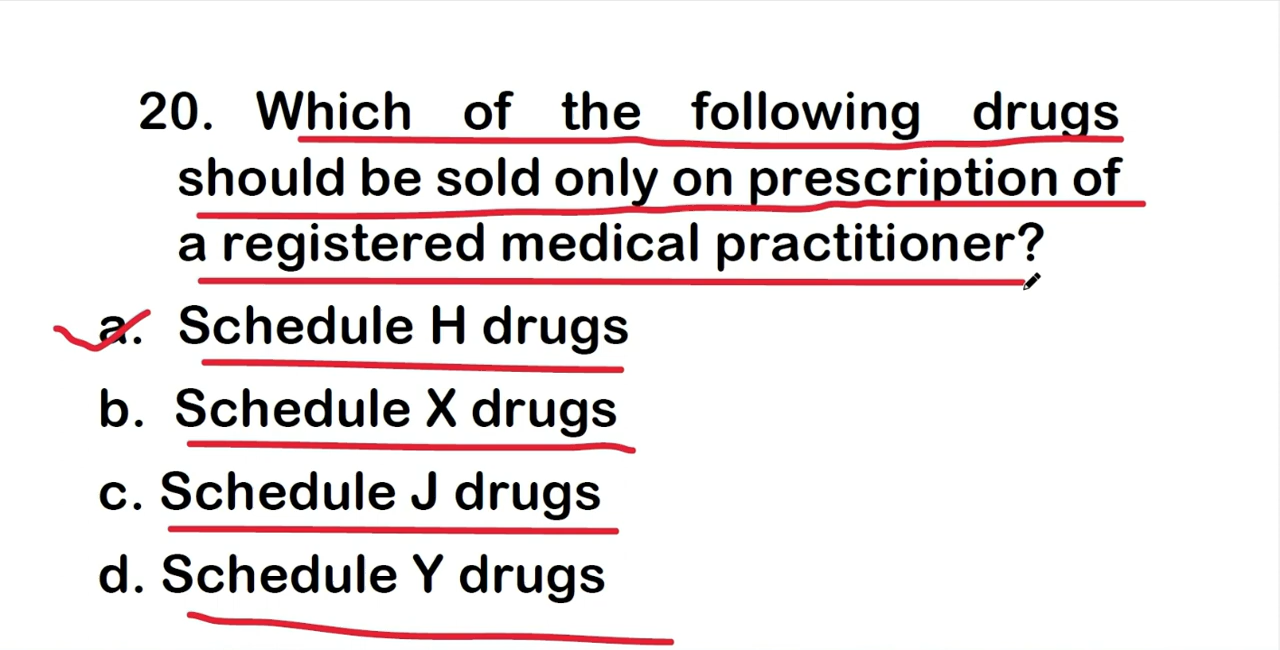 20. Which of the following drugs
should be sold only on prescription of
a registered medical practitioner?
a. Schedule H drugs
b. Schedule X drugs
c. Schedule J drugs
d. Schedule Y drugs